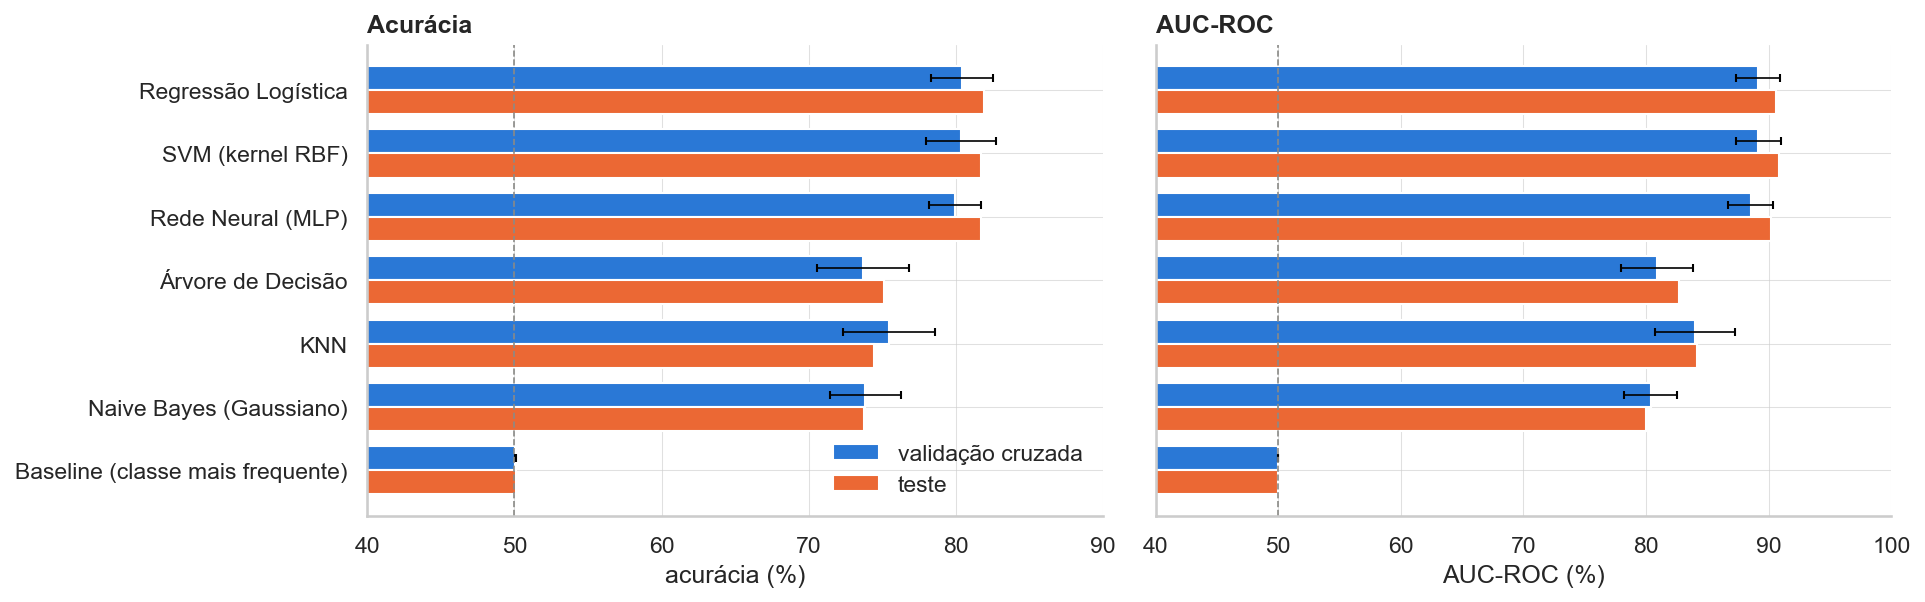 Acurácia
AUC-ROC
Regressão Logística
SVM (kernel RBF)
Rede Neural (MLP)
Árvore de Decisão
KNN
Naive Bayes (Gaussiano)
Baseline (classe mais frequente)
validação cruzada
teste
40 50 60 70 80 90
acurácia (%)
40 50 60 70 80 90 100
AUC-ROC (%)